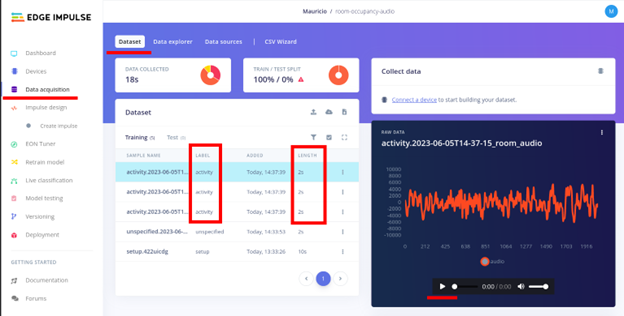 EDGE IMPULSE
Mauricio / room-occupancy-audio
M
Dashboard
Devices
Data acquisition
Impulse design
Create impulse
EON Tuner
Retrain model
Live classification
Model testing
Versioning
Deployment
GETTING STARTED
Documentation
Forums
Dataset Data explorer Data sources | CSV Wizard
DATA COLLECTED
18s
TRAIN / TEST SPLIT
100% / 0%
Collect data
Connect a device to start building your dataset.
Dataset
Training (5) Test (0)
SAMPLE NAME LABEL ADDED LENGTH
activity.2023-06-05T1... activity Today, 14:37:39 2s
activity.2023-06-05T1... activity Today, 14:37:39 2s
activity.2023-06-05T1... activity Today, 14:37:39 2s
unspecified.2023-06-... unspecified Today, 14:33:53 2s
setup.422uicdg setup Today, 13:33:26 10s
1
RAW DATA
activity.2023-06-05T14-37-15_room_audio
10000
8000
6000
4000
2000
0
-2000
-4000
-6000
-8000
-10000
0 212 425 638 851 1064 1277 1490 1703 1916
audio
0:00 / 0:00